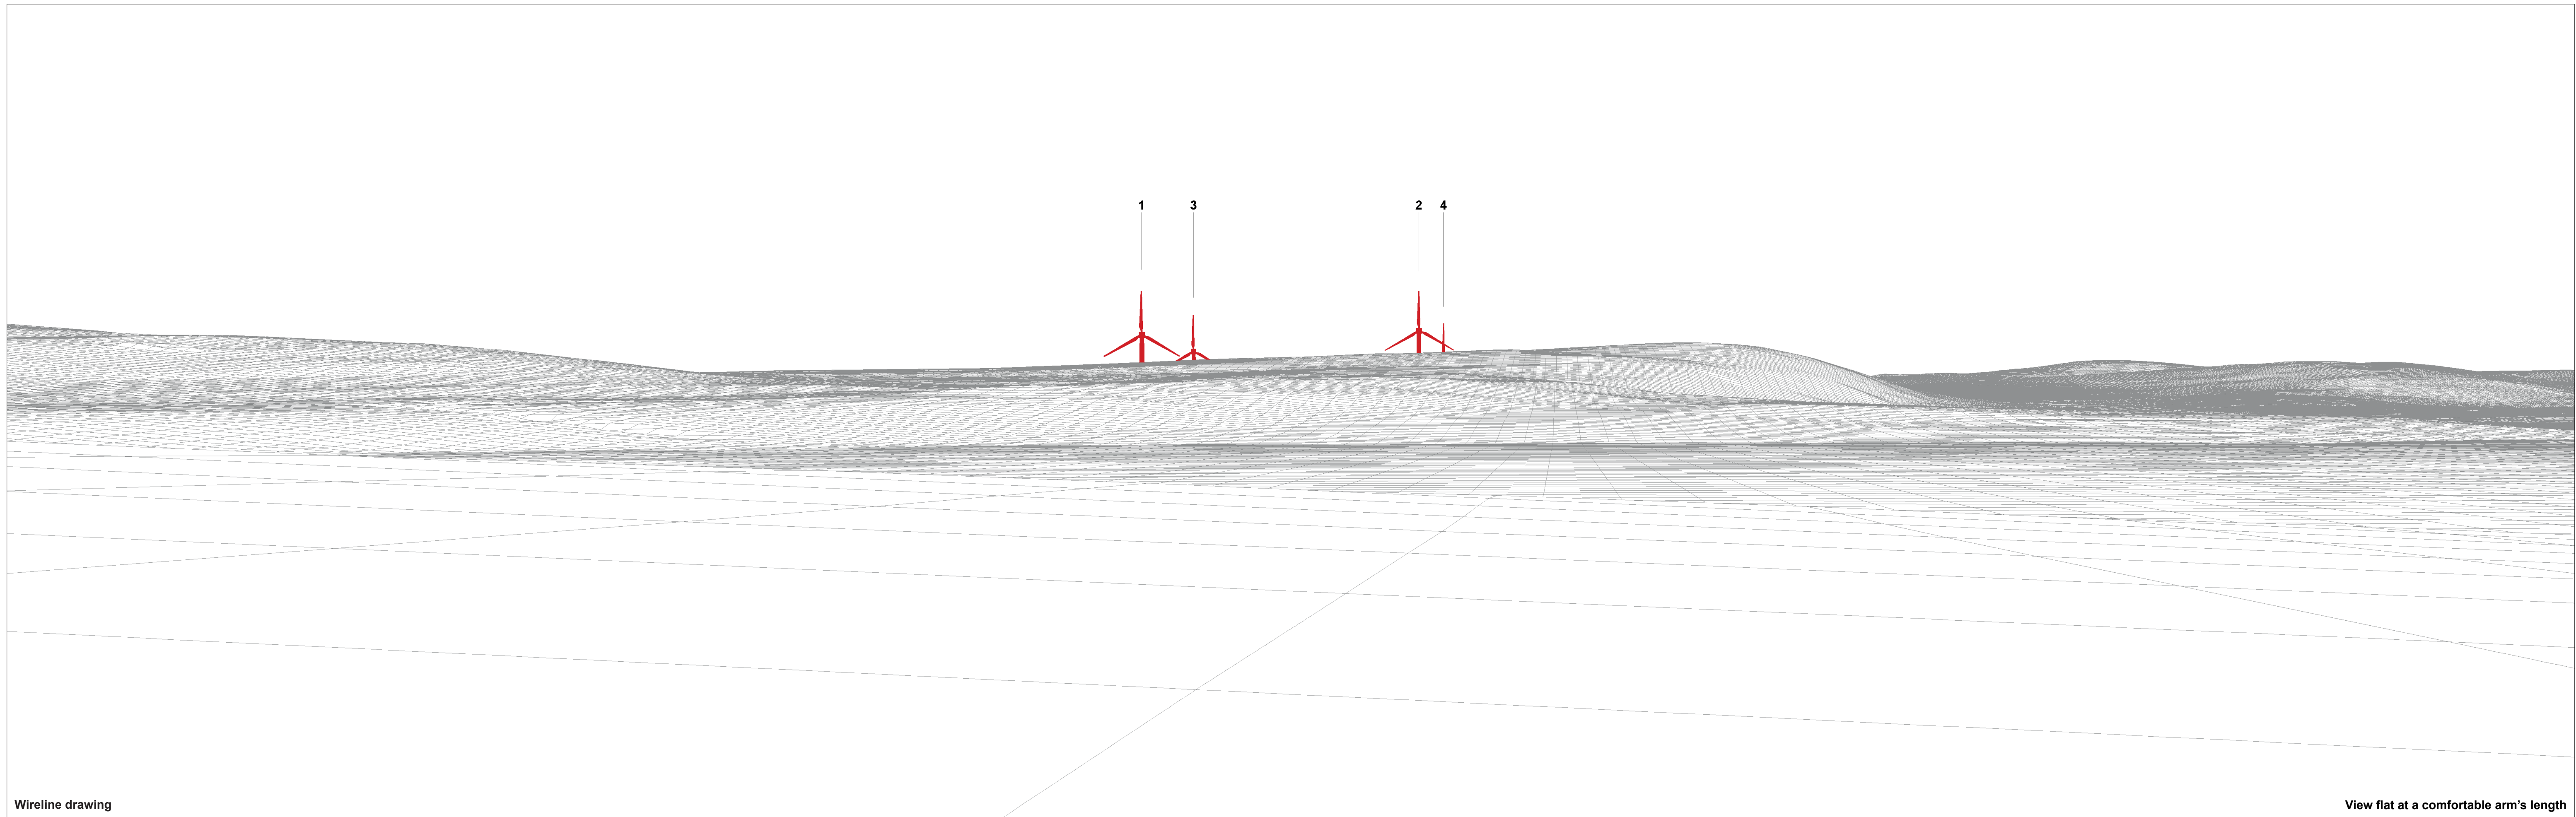 1 3 2 4
Wireline drawing
View flat at a comfortable arm's length